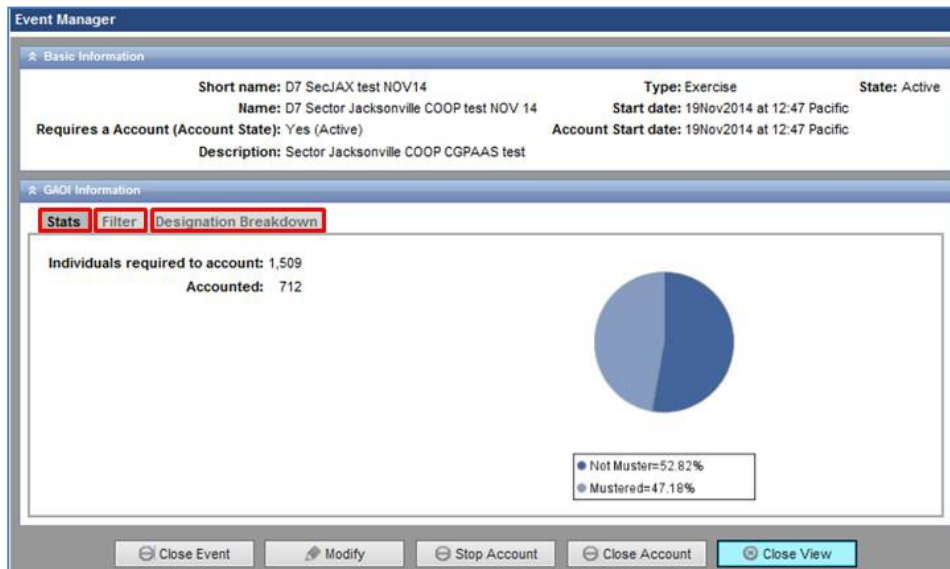 Event Manager
Basic Information
Short name: D7 SecJAX test NOV14 Type: Exercise State: Active
Name: D7 Sector Jacksonville COOP test NOV 14 Start date: 19Nov2014 at 12:47 Pacific
Requires a Account (Account State): Yes (Active) Account Start date: 19Nov2014 at 12:47 Pacific
Description: Sector Jacksonville COOP CGPAAS test
GAOI Information
Stats Filter Designation Breakdown
Individuals required to account: 1,509
Accounted: 712
Not Muster=52.82%
Mustered=47.18%
Close Event Modify Stop Account Close Account Close View